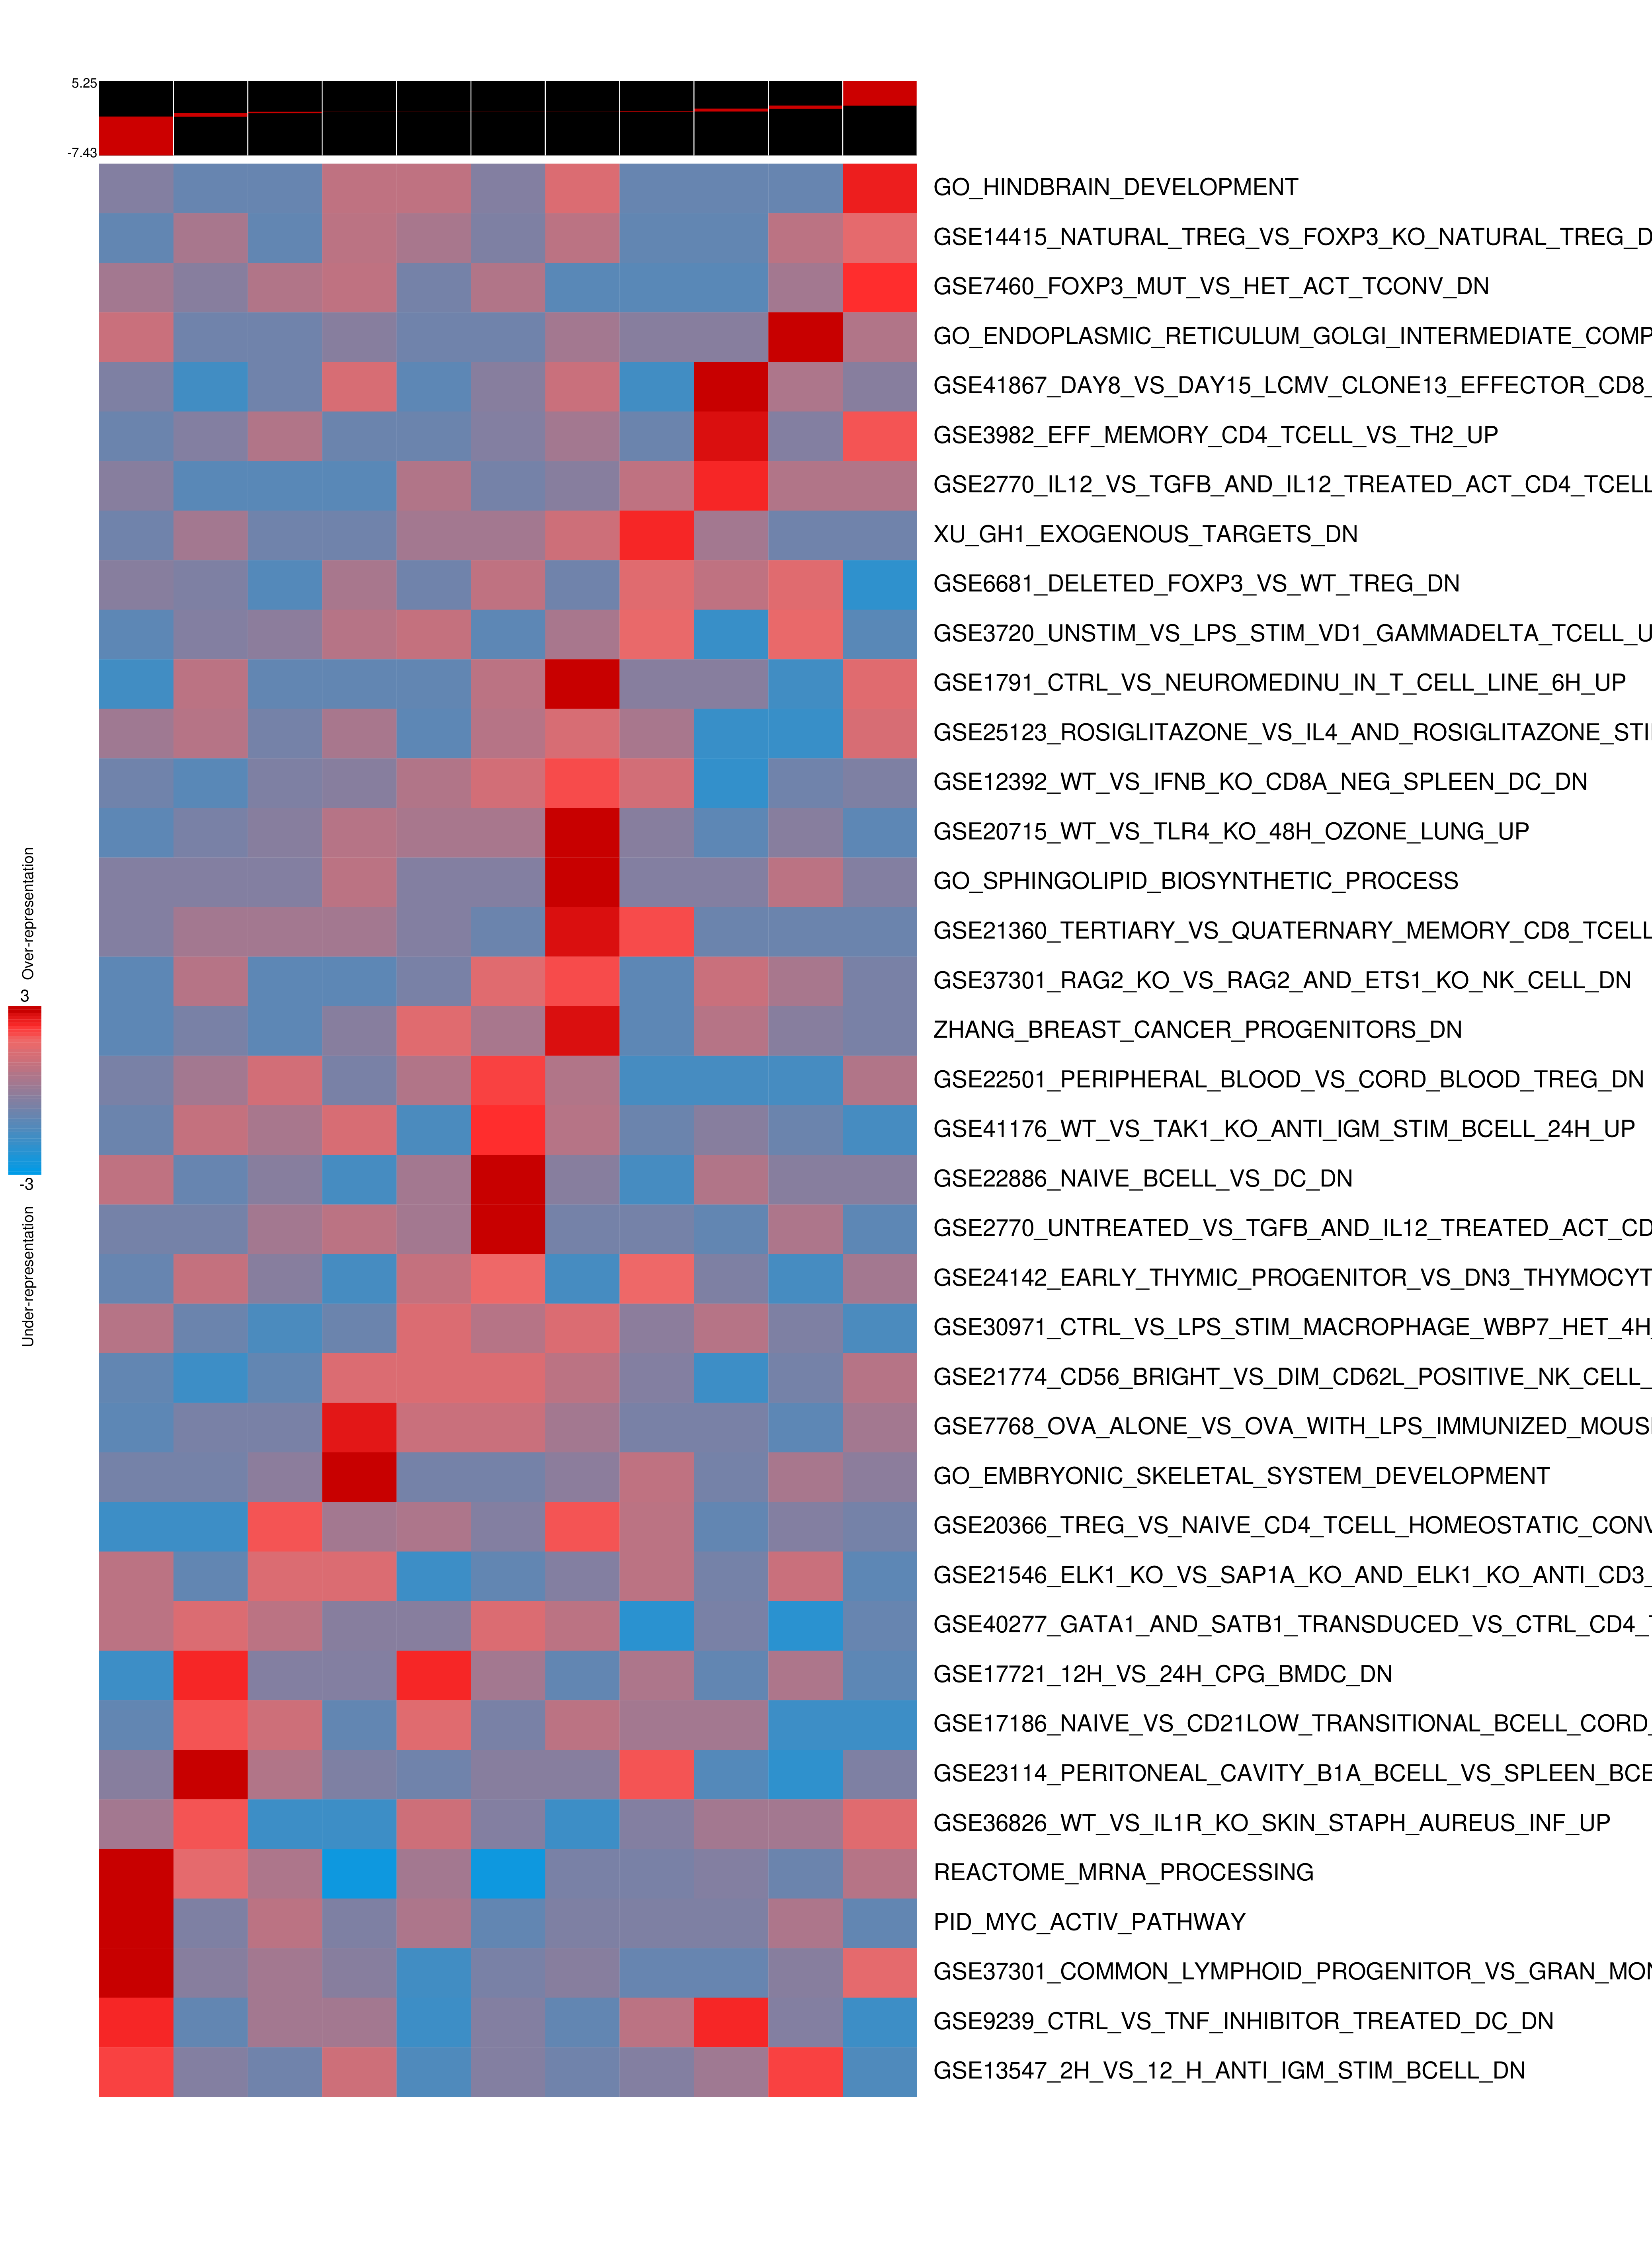 5.25
-7.43
GO_HINDBRAIN_DEVELOPMENT
GSE14415_NATURAL_TREG_VS_FOXP3_KO_NATURAL_TREG_D
GSE7460_FOXP3_MUT_VS_HET_ACT_TCONV_DN
GO_ENDOPLASMIC_RETICULUM_GOLGI_INTERMEDIATE_COMP
GSE41867_DAY8_VS_DAY15_LCMV_CLONE13_EFFECTOR_CD8_
GSE3982_EFF_MEMORY_CD4_TCELL_VS_TH2_UP
GSE2770_IL12_VS_TGFB_AND_IL12_TREATED_ACT_CD4_TCELL
XU_GH1_EXOGENOUS_TARGETS_DN
GSE6681_DELETED_FOXP3_VS_WT_TREG_DN
GSE3720_UNSTIM_VS_LPS_STIM_VD1_GAMMADELTA_TCELL_U
GSE1791_CTRL_VS_NEUROMEDINU_IN_T_CELL_LINE_6H_UP
GSE25123_ROSIGLITAZONE_VS_IL4_AND_ROSIGLITAZONE_STI
GSE12392_WT_VS_IFNB_KO_CD8A_NEG_SPLEEN_DC_DN
GSE20715_WT_VS_TLR4_KO_48H_OZONE_LUNG_UP
GO_SPHINGOLIPID_BIOSYNTHETIC_PROCESS
GSE21360_TERTIARY_VS_QUATERNARY_MEMORY_CD8_TCELL
GSE37301_RAG2_KO_VS_RAG2_AND_ETS1_KO_NK_CELL_DN
ZHANG_BREAST_CANCER_PROGENITORS_DN
GSE22501_PERIPHERAL_BLOOD_VS_CORD_BLOOD_TREG_DN
GSE41176_WT_VS_TAK1_KO_ANTI_IGM_STIM_BCELL_24H_UP
GSE22886_NAIVE_BCELL_VS_DC_DN
GSE2770_UNTREATED_VS_TGFB_AND_IL12_TREATED_ACT_CD
GSE24142_EARLY_THYMIC_PROGENITOR_VS_DN3_THYMOCYT
GSE30971_CTRL_VS_LPS_STIM_MACROPHAGE_WBP7_HET_4H_
GSE21774_CD56_BRIGHT_VS_DIM_CD62L_POSITIVE_NK_CELL_
GSE7768_OVA_ALONE_VS_OVA_WITH_LPS_IMMUNIZED_MOUS
GO_EMBRYONIC_SKELETAL_SYSTEM_DEVELOPMENT
GSE20366_TREG_VS_NAIVE_CD4_TCELL_HOMEOSTATIC_CONV
GSE21546_ELK1_KO_VS_SAP1A_KO_AND_ELK1_KO_ANTI_CD3_
GSE40277_GATA1_AND_SATB1_TRANSDUCED_VS_CTRL_CD4_T
GSE17721_12H_VS_24H_CPG_BMDC_DN
GSE17186_NAIVE_VS_CD21LOW_TRANSITIONAL_BCELL_CORD_
GSE23114_PERITONEAL_CAVITY_B1A_BCELL_VS_SPLEEN_BCE
GSE36826_WT_VS_IL1R_KO_SKIN_STAPH_AUREUS_INF_UP
REACTOME_MRNA_PROCESSING
PID_MYC_ACTIV_PATHWAY
GSE37301_COMMON_LYMPHOID_PROGENITOR_VS_GRAN_MON
GSE9239_CTRL_VS_TNF_INHIBITOR_TREATED_DC_DN
GSE13547_2H_VS_12_H_ANTI_IGM_STIM_BCELL_DN
Over-representation
3
-3
Under-representation